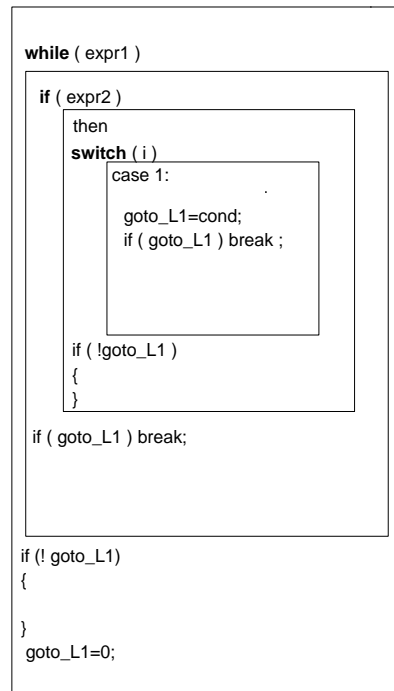 while ( expr1 )
if ( expr2 )
then
switch ( i )
case 1:
.
goto_L1=cond;
if ( goto_L1 ) break ;
if ( !goto_L1 )
{
}
if ( goto_L1 ) break;
if (! goto_L1)
{
}
goto_L1=0;